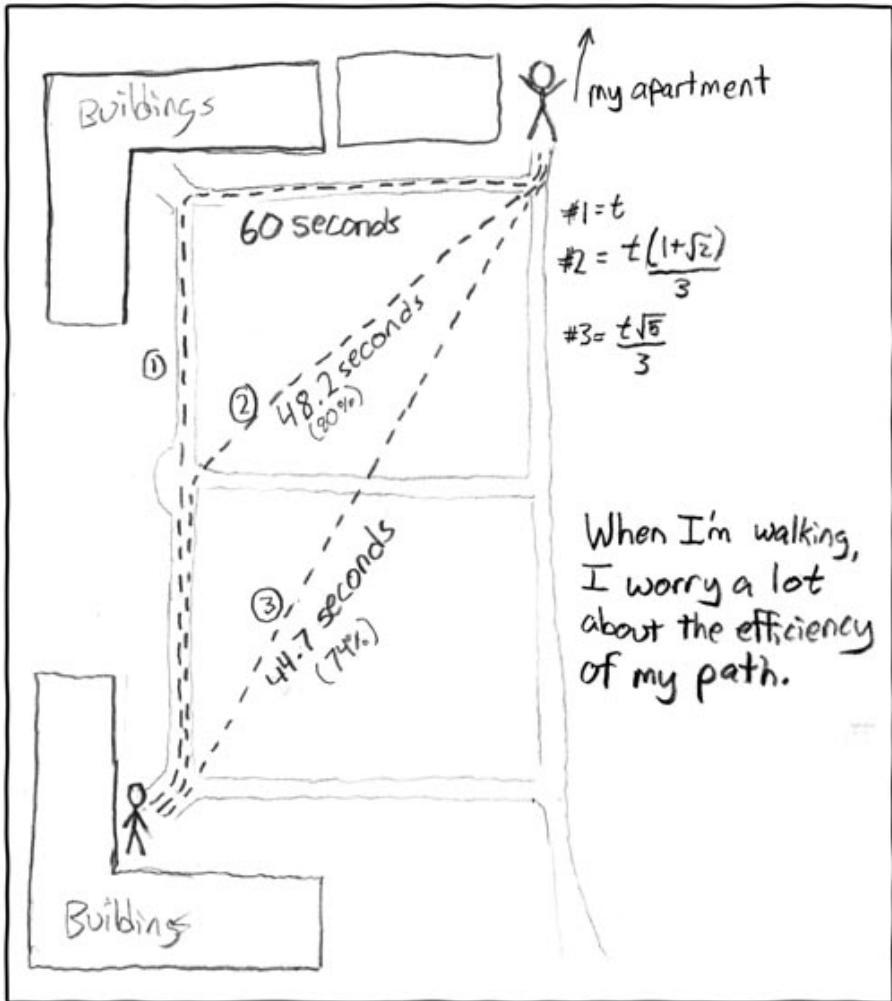 Buildings
my apartment
60 seconds
#1 = t
#2 = t(1+√2)/3
#3 = t√5/3
①
② 48.2 seconds
(80%)
③ 44.7 seconds
(74%)
When I'm walking,
I worry a lot
about the efficiency
of my path.
Buildings